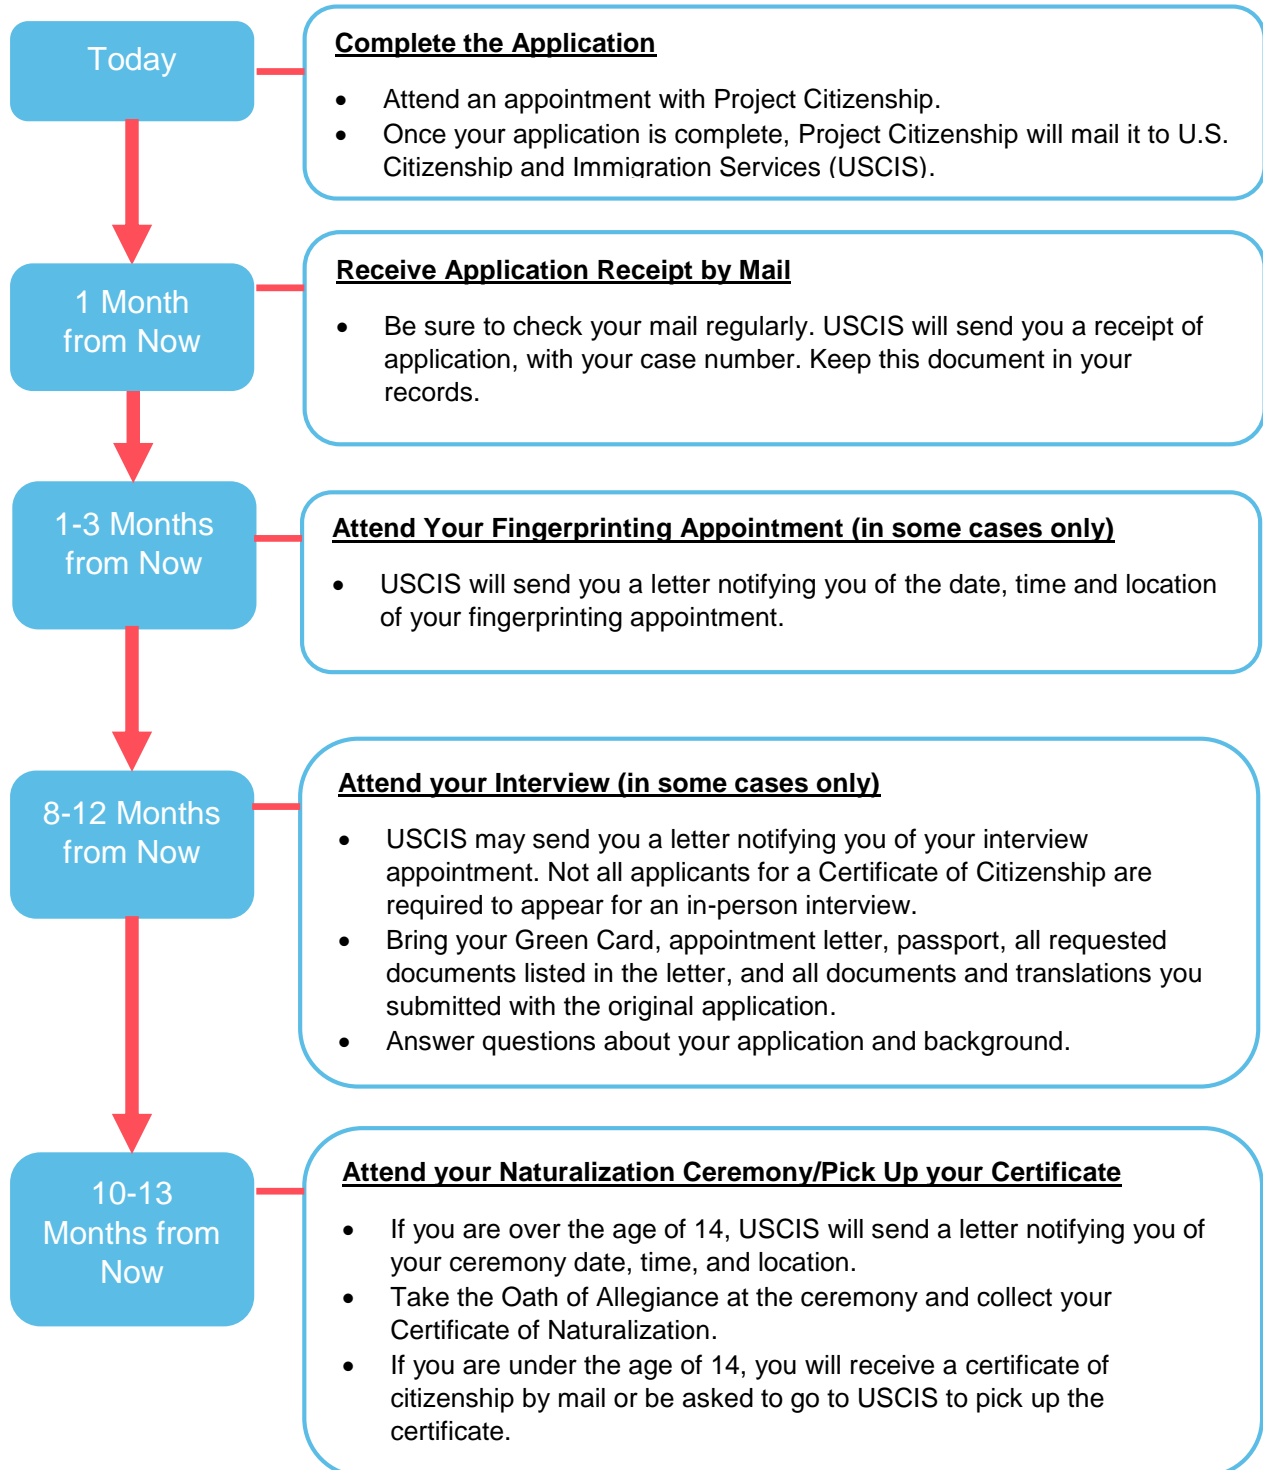 Today
Complete the Application
• Attend an appointment with Project Citizenship.
• Once your application is complete, Project Citizenship will mail it to U.S.
Citizenship and Immigration Services (USCIS).
1 Month
from Now
Receive Application Receipt by Mail
• Be sure to check your mail regularly. USCIS will send you a receipt of
application, with your case number. Keep this document in your
records.
1-3 Months
from Now
Attend Your Fingerprinting Appointment (in some cases only)
• USCIS will send you a letter notifying you of the date, time and location
of your fingerprinting appointment.
8-12 Months
from Now
Attend your Interview (in some cases only)
• USCIS may send you a letter notifying you of your interview
appointment. Not all applicants for a Certificate of Citizenship are
required to appear for an in-person interview.
• Bring your Green Card, appointment letter, passport, all requested
documents listed in the letter, and all documents and translations you
submitted with the original application.
• Answer questions about your application and background.
10-13
Months from
Now
Attend your Naturalization Ceremony/Pick Up your Certificate
• If you are over the age of 14, USCIS will send a letter notifying you of
your ceremony date, time, and location.
• Take the Oath of Allegiance at the ceremony and collect your
Certificate of Naturalization.
• If you are under the age of 14, you will receive a certificate of
citizenship by mail or be asked to go to USCIS to pick up the
certificate.